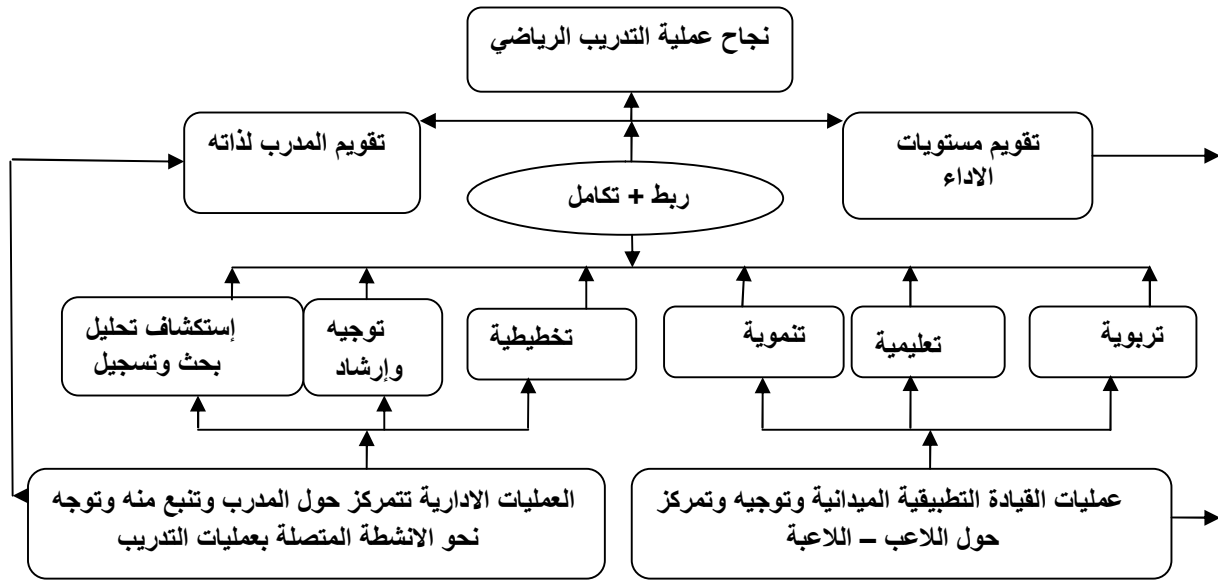 نجاح عملية التدريب الرياضي
تقويم مستويات
الاداء
تقويم المدرب لذاته
ربط + تكامل
تربوية
تعليمية
تنموية
تخطيطية
توجيه
وإرشاد
إستكشاف تحليل
بحث وتسجيل
عمليات القيادة التطبيقية الميدانية وتوجيه وتمركز
حول اللاعب – اللاعبة
العمليات الادارية تتمركز حول المدرب وتنبع منه وتوجه
نحو الانشطة المتصلة بعمليات التدريب